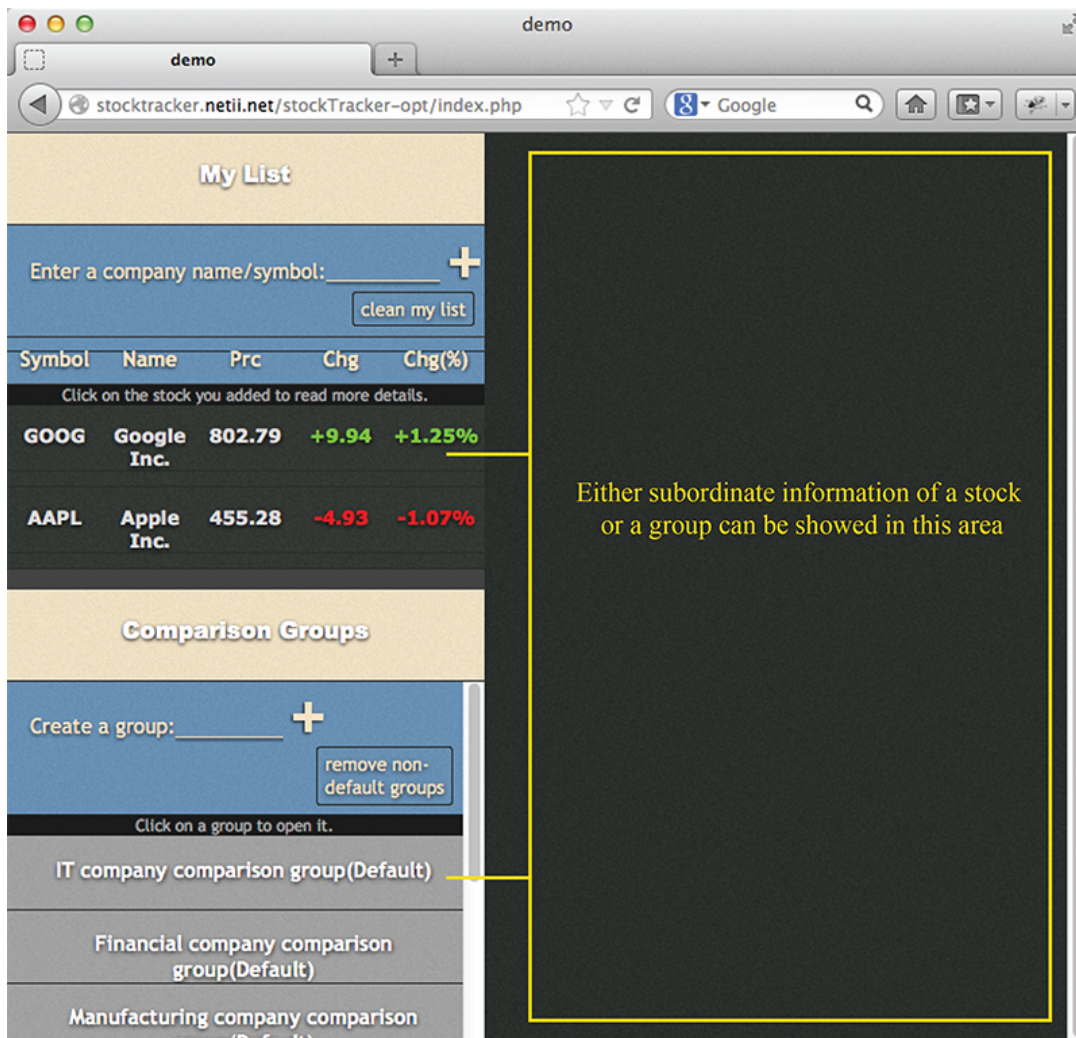 demo
demo
stocktracker.netii.net/stockTracker-opt/index.php
Google
My List
Enter a company name/symbol:_________
clean my list
Symbol Name Prc Chg Chg(%)
Click on the stock you added to read more details.
GOOG Google 802.79 +9.94 +1.25%
Inc.
AAPL Apple 455.28 -4.93 -1.07%
Inc.
Either subordinate information of a stock
or a group can be showed in this area
Comparison Groups
Create a group:_________
remove non-
default groups
Click on a group to open it.
IT company comparison group(Default)
Financial company comparison
group(Default)
Manufacturing company comparison